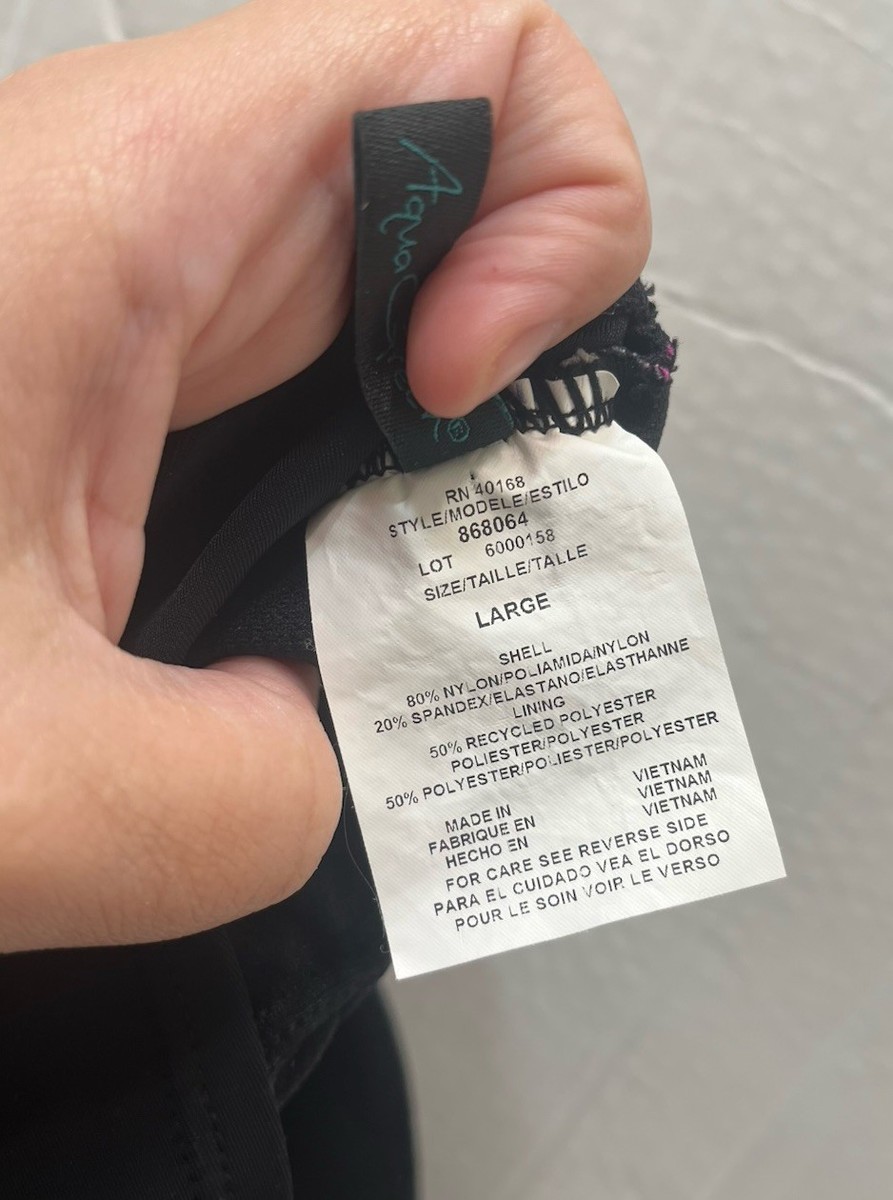 Aqua
®
RN 40168
STYLE/MODELE/ESTILO
868064
LOT 6000158
SIZE/TAILLE/TALLE
LARGE
SHELL
80% NYLON/POLIAMIDA/NYLON
20% SPANDEX/ELASTANO/ELASTHANNE
LINING
50% RECYCLED POLYESTER
POLIESTER/POLYESTER
50% POLYESTER/POLIESTER/POLYESTER
MADE IN VIETNAM
FABRIQUE EN VIETNAM
HECHO EN VIETNAM
FOR CARE SEE REVERSE SIDE
PARA EL CUIDADO VEA EL DORSO
POUR LE SOIN VOIR LE VERSO